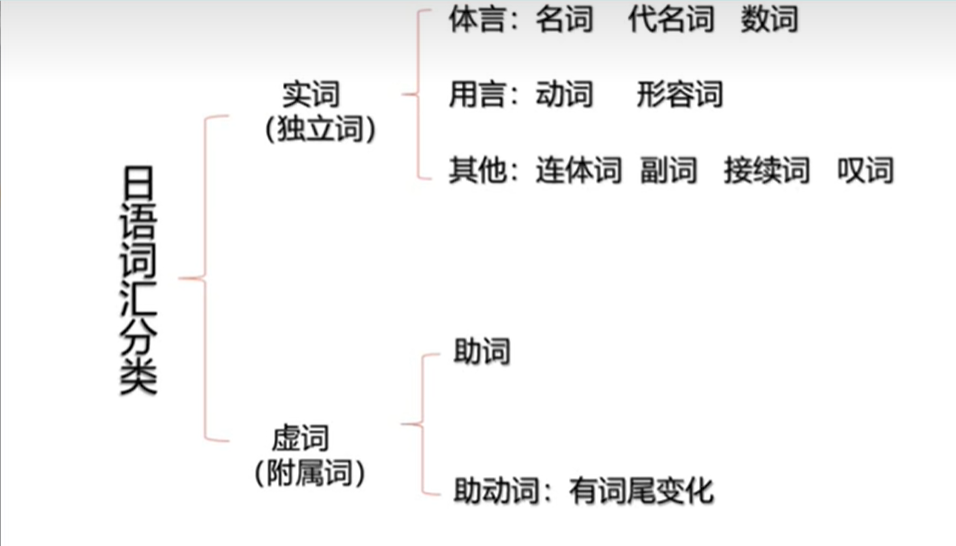 日语词汇分类
实词
（独立词）
体言：名词 代名词 数词
用言：动词 形容词
其他：连体词 副词 接续词 叹词
虚词
（附属词）
助词
助动词：有词尾变化